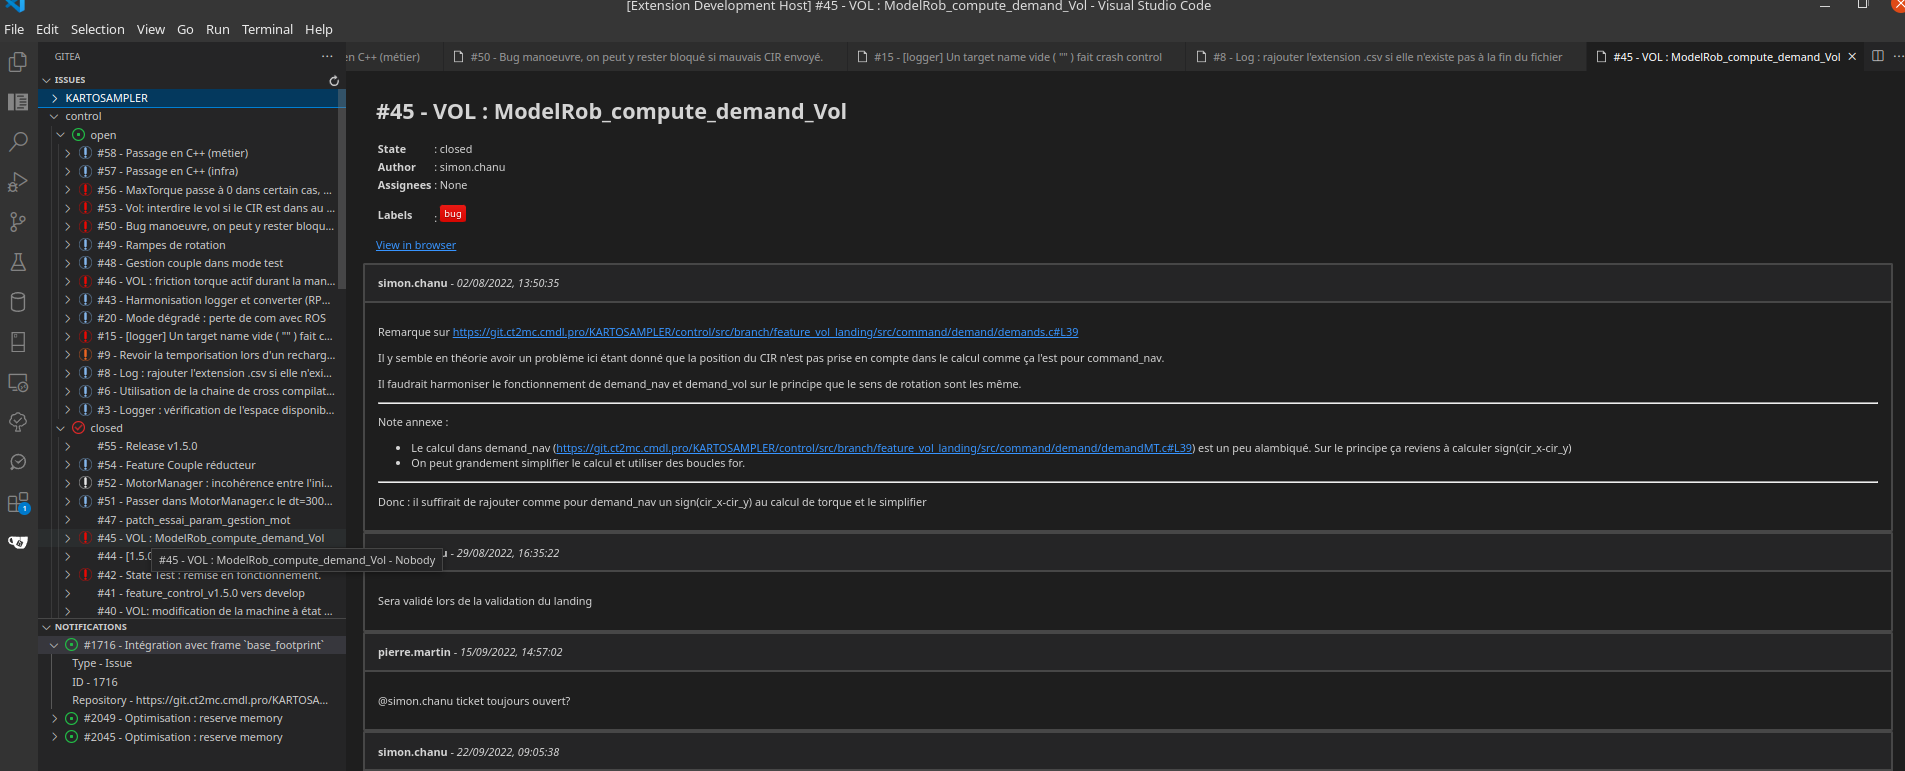 [Extension Development Host] #45 - VOL : ModelRob_compute_demand_Vol - Visual Studio Code
File Edit Selection View Go Run Terminal Help
GITEA
en C++ (métier)
#50 - Bug manoeuvre, on peut y rester bloqué si mauvais CIR envoyé.
#15 - [logger] Un target name vide ( "" ) fait crash control
#8 - Log : rajouter l'extension .csv si elle n'existe pas à la fin du fichier
#45 - VOL : ModelRob_compute_demand_Vol
ISSUES
KARTOSAMPLER
control
open
#58 - Passage en C++ (métier)
#57 - Passage en C++ (infra)
#56 - MaxTorque passe à 0 dans certain cas, ...
#53 - Vol: interdire le vol si le CIR est dans au ...
#50 - Bug manoeuvre, on peut y rester bloqu...
#49 - Rampes de rotation
#48 - Gestion couple dans mode test
#46 - VOL : friction torque actif durant la man...
#43 - Harmonisation logger et converter (RP...
#20 - Mode dégradé : perte de com avec ROS
#15 - [logger] Un target name vide ( "" ) fait c...
#9 - Revoir la temporisation lors d'un recharg...
#8 - Log : rajouter l'extension .csv si elle n'exi...
#6 - Utilisation de la chaine de cross compilat...
#3 - Logger : vérification de l'espace disponib...
closed
#55 - Release v1.5.0
#54 - Feature Couple réducteur
#52 - MotorManager : incohérence entre l'ini...
#51 - Passer dans MotorManager.c le dt=300...
#47 - patch_essai_param_gestion_mot
#45 - VOL : ModelRob_compute_demand_Vol
#44 - [1.5.0
#45 - VOL : ModelRob_compute_demand_Vol - Nobody
#42 - State Test : remise en fonctionnement.
#41 - feature_control_v1.5.0 vers develop
#40 - VOL: modification de la machine à état ...
NOTIFICATIONS
#1716 - Intégration avec frame `base_footprint`
Type - Issue
ID - 1716
Repository - https://git.ct2mc.cmdl.pro/KARTOSA...
#2049 - Optimisation : reserve memory
#2045 - Optimisation : reserve memory
1
#45 - VOL : ModelRob_compute_demand_Vol
State : closed
Author : simon.chanu
Assignees : None
Labels : bug
View in browser
simon.chanu - 02/08/2022, 13:50:35
Remarque sur https://git.ct2mc.cmdl.pro/KARTOSAMPLER/control/src/branch/feature_vol_landing/src/command/demand/demands.c#L39
Il y semble en théorie avoir un problème ici étant donné que la position du CIR n'est pas prise en compte dans le calcul comme ça l'est pour command_nav.
Il faudrait harmoniser le fonctionnement de demand_nav et demand_vol sur le principe que le sens de rotation sont les même.
Note annexe :
• Le calcul dans demand_nav (https://git.ct2mc.cmdl.pro/KARTOSAMPLER/control/src/branch/feature_vol_landing/src/command/demand/demandMT.c#L39) est un peu alambiqué. Sur le principe ça reviens à calculer sign(cir_x-cir_y)
• On peut grandement simplifier le calcul et utiliser des boucles for.
Donc : il suffirait de rajouter comme pour demand_nav un sign(cir_x-cir_y) au calcul de torque et le simplifier
u - 29/08/2022, 16:35:22
Sera validé lors de la validation du landing
pierre.martin - 15/09/2022, 14:57:02
@simon.chanu ticket toujours ouvert?
simon.chanu - 22/09/2022, 09:05:38